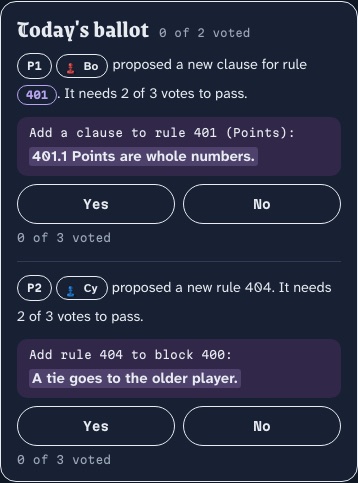 Today's ballot 0 of 2 voted
P1 Bo proposed a new clause for rule
401. It needs 2 of 3 votes to pass.
Add a clause to rule 401 (Points):
401.1 Points are whole numbers.
Yes No
0 of 3 voted
P2 Cy proposed a new rule 404. It needs
2 of 3 votes to pass.
Add rule 404 to block 400:
A tie goes to the older player.
Yes No
0 of 3 voted